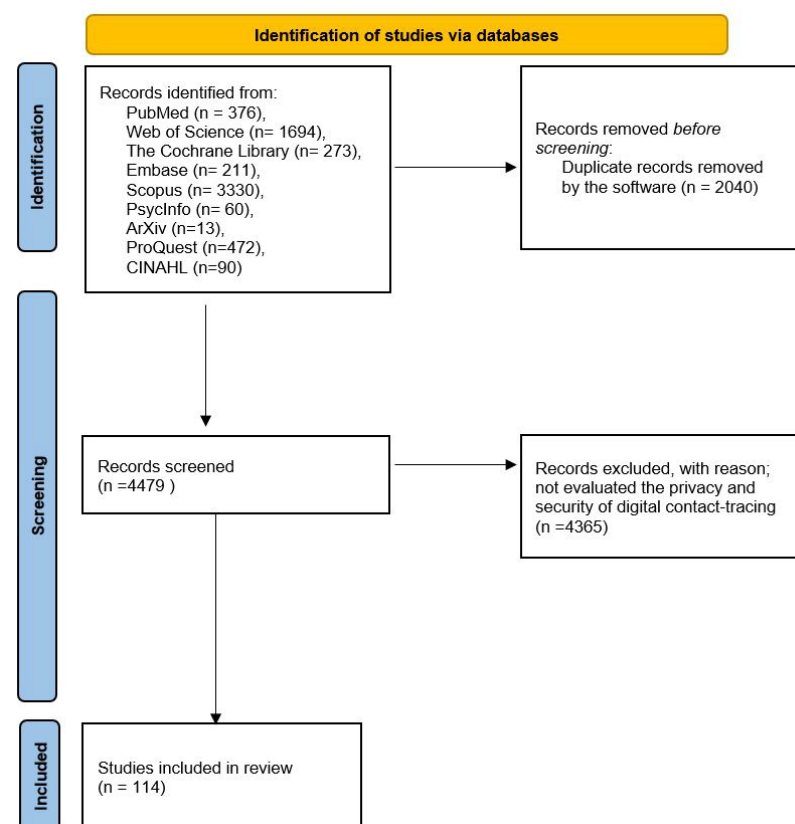 Identification of studies via databases
Identification
Records identified from:
PubMed (n = 376),
Web of Science (n= 1694),
The Cochrane Library (n= 273),
Embase (n= 211),
Scopus (n= 3330),
PsycInfo (n= 60),
ArXiv (n=13),
ProQuest (n=472),
CINAHL (n=90)
Records removed before
screening:
Duplicate records removed
by the software (n = 2040)
Screening
Records screened
(n =4479 )
Records excluded, with reason;
not evaluated the privacy and
security of digital contact-tracing
(n =4365)
Included
Studies included in review
(n = 114)